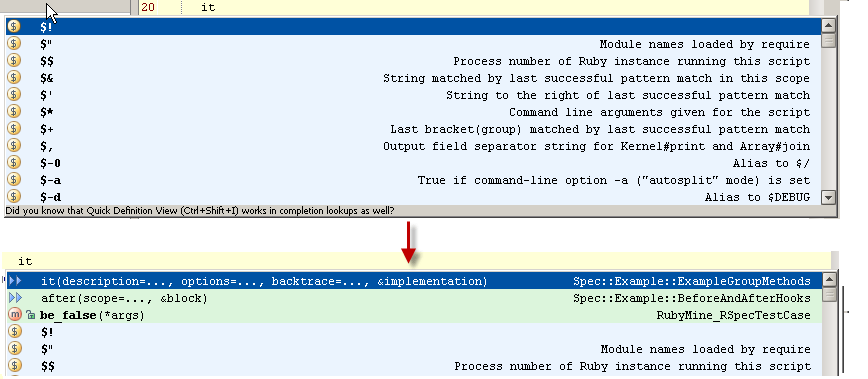 20 it
$!
$" Module names loaded by require
$$ Process number of Ruby instance running this script
$& String matched by last successful pattern match in this scope
$' String to the right of last successful pattern match
$* Command line arguments given for the script
$+ Last bracket(group) matched by last successful pattern match
$, Output field separator string for Kernel#print and Array#join
$-0 Alias to $/
$-a True if command-line option -a ("autosplit" mode) is set
$-d Alias to $DEBUG
Did you know that Quick Definition View (Ctrl+Shift+I) works in completion lookups as well?
it
it(description=..., options=..., backtrace=..., &implementation) Spec::Example::ExampleGroupMethods
after(scope=..., &block) Spec::Example::BeforeAndAfterHooks
m be_false(*args) RubyMine_RSpecTestCase
$!
$" Module names loaded by require
$$ Process number of Ruby instance running this script